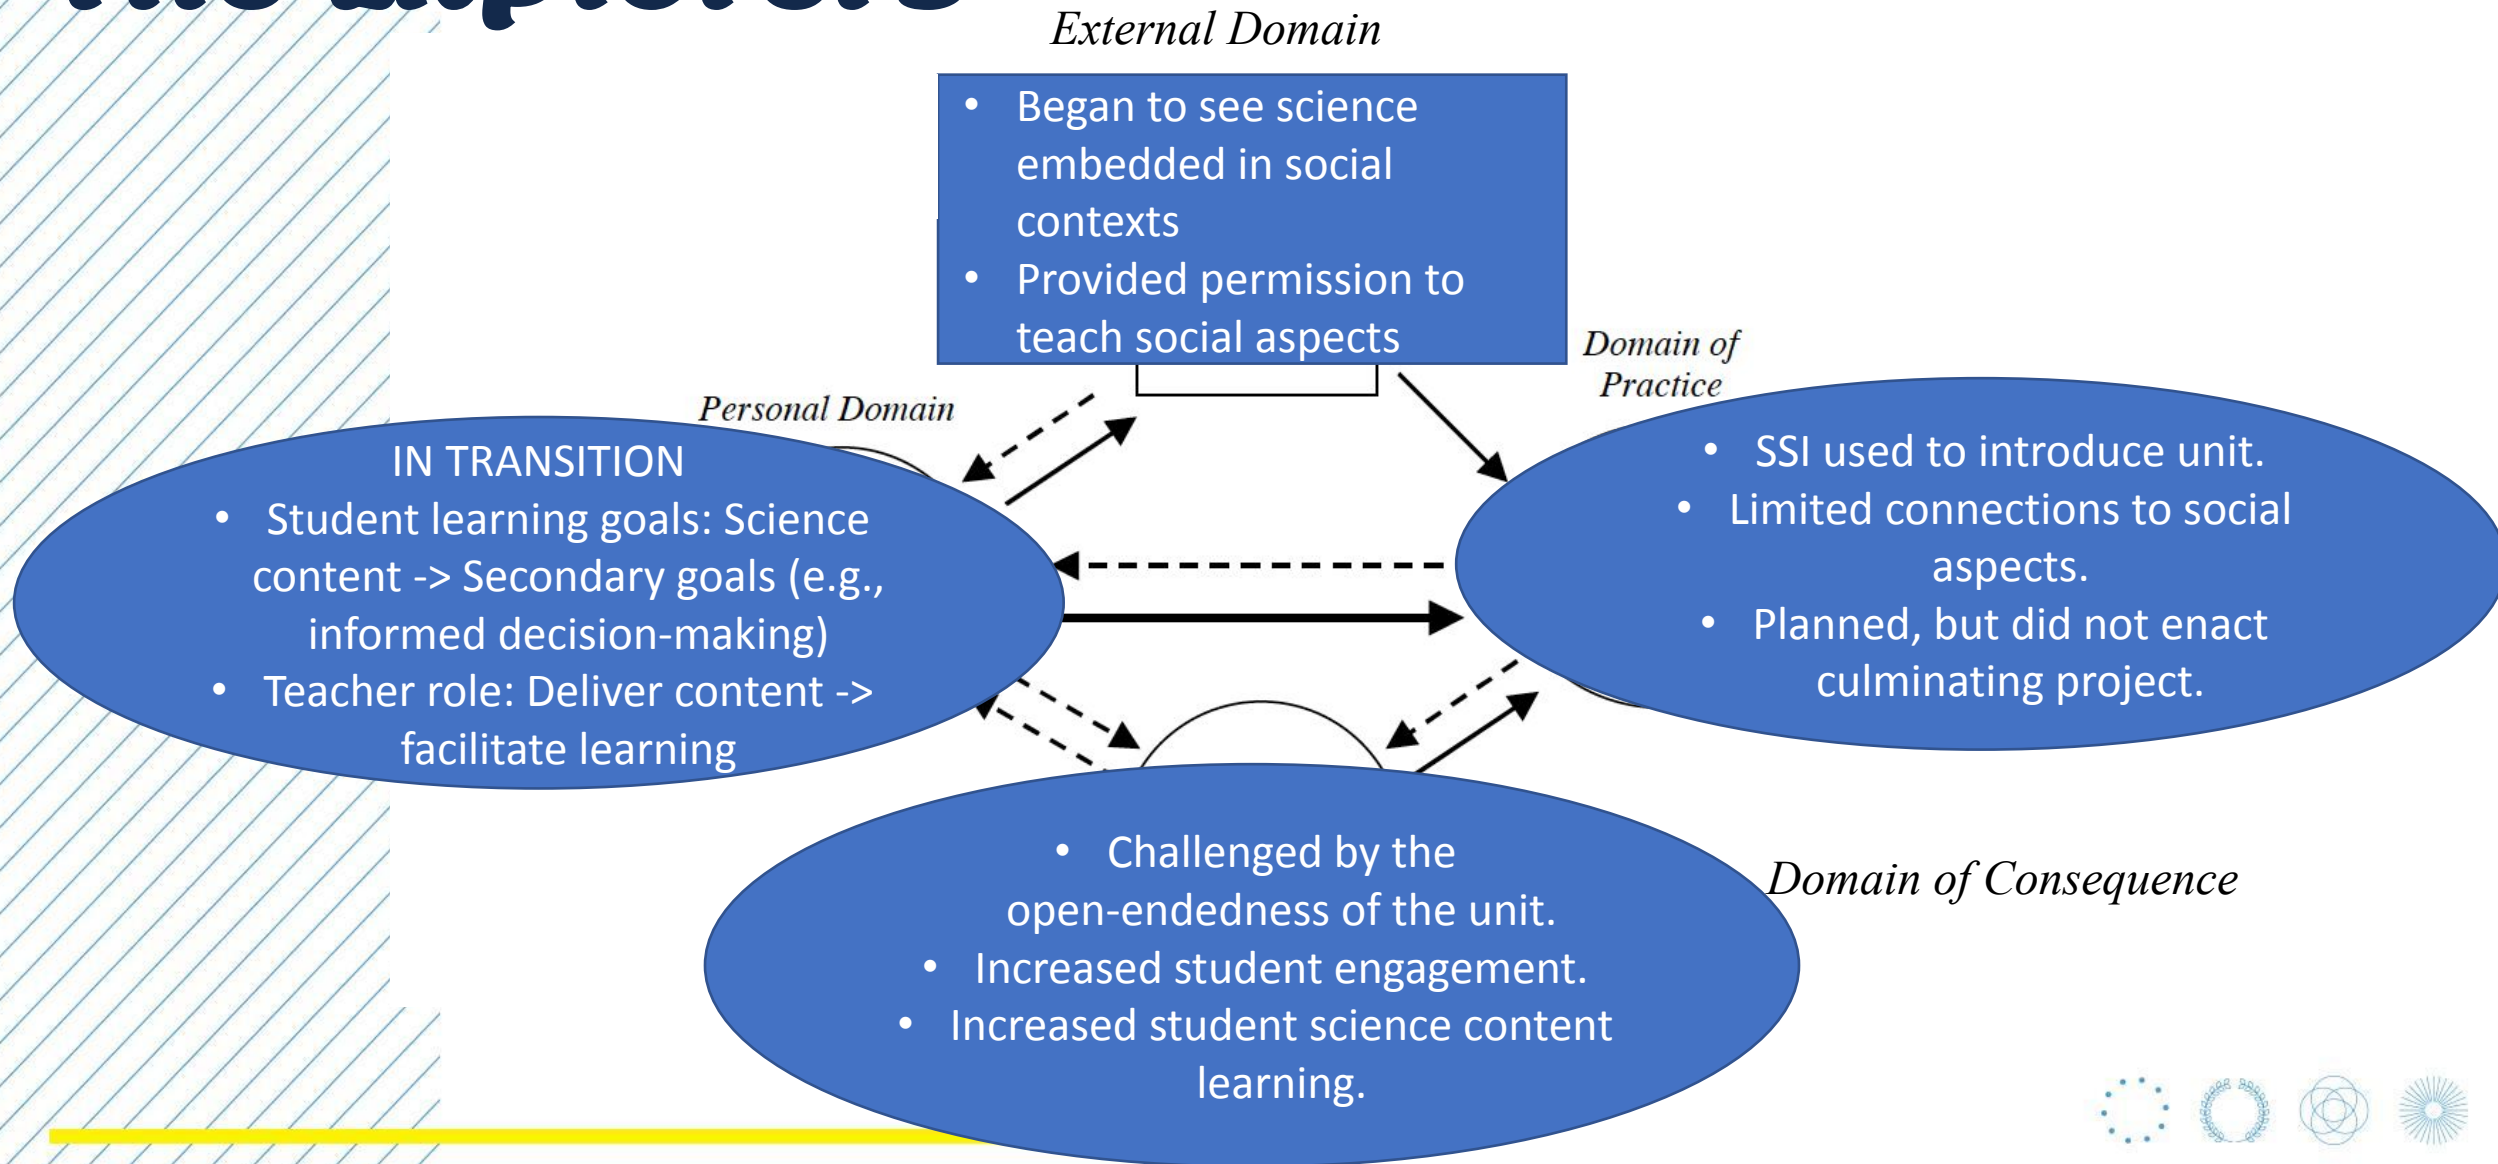 External Domain
• Began to see science
embedded in social
contexts
• Provided permission to
teach social aspects
Domain of
Practice
Personal Domain
IN TRANSITION
• Student learning goals: Science
content -> Secondary goals (e.g.,
informed decision-making)
• Teacher role: Deliver content ->
facilitate learning
• SSI used to introduce unit.
• Limited connections to social
aspects.
• Planned, but did not enact
culminating project.
• Challenged by the
open-endedness of the unit.
• Increased student engagement.
• Increased student science content
learning.
Domain of Consequence